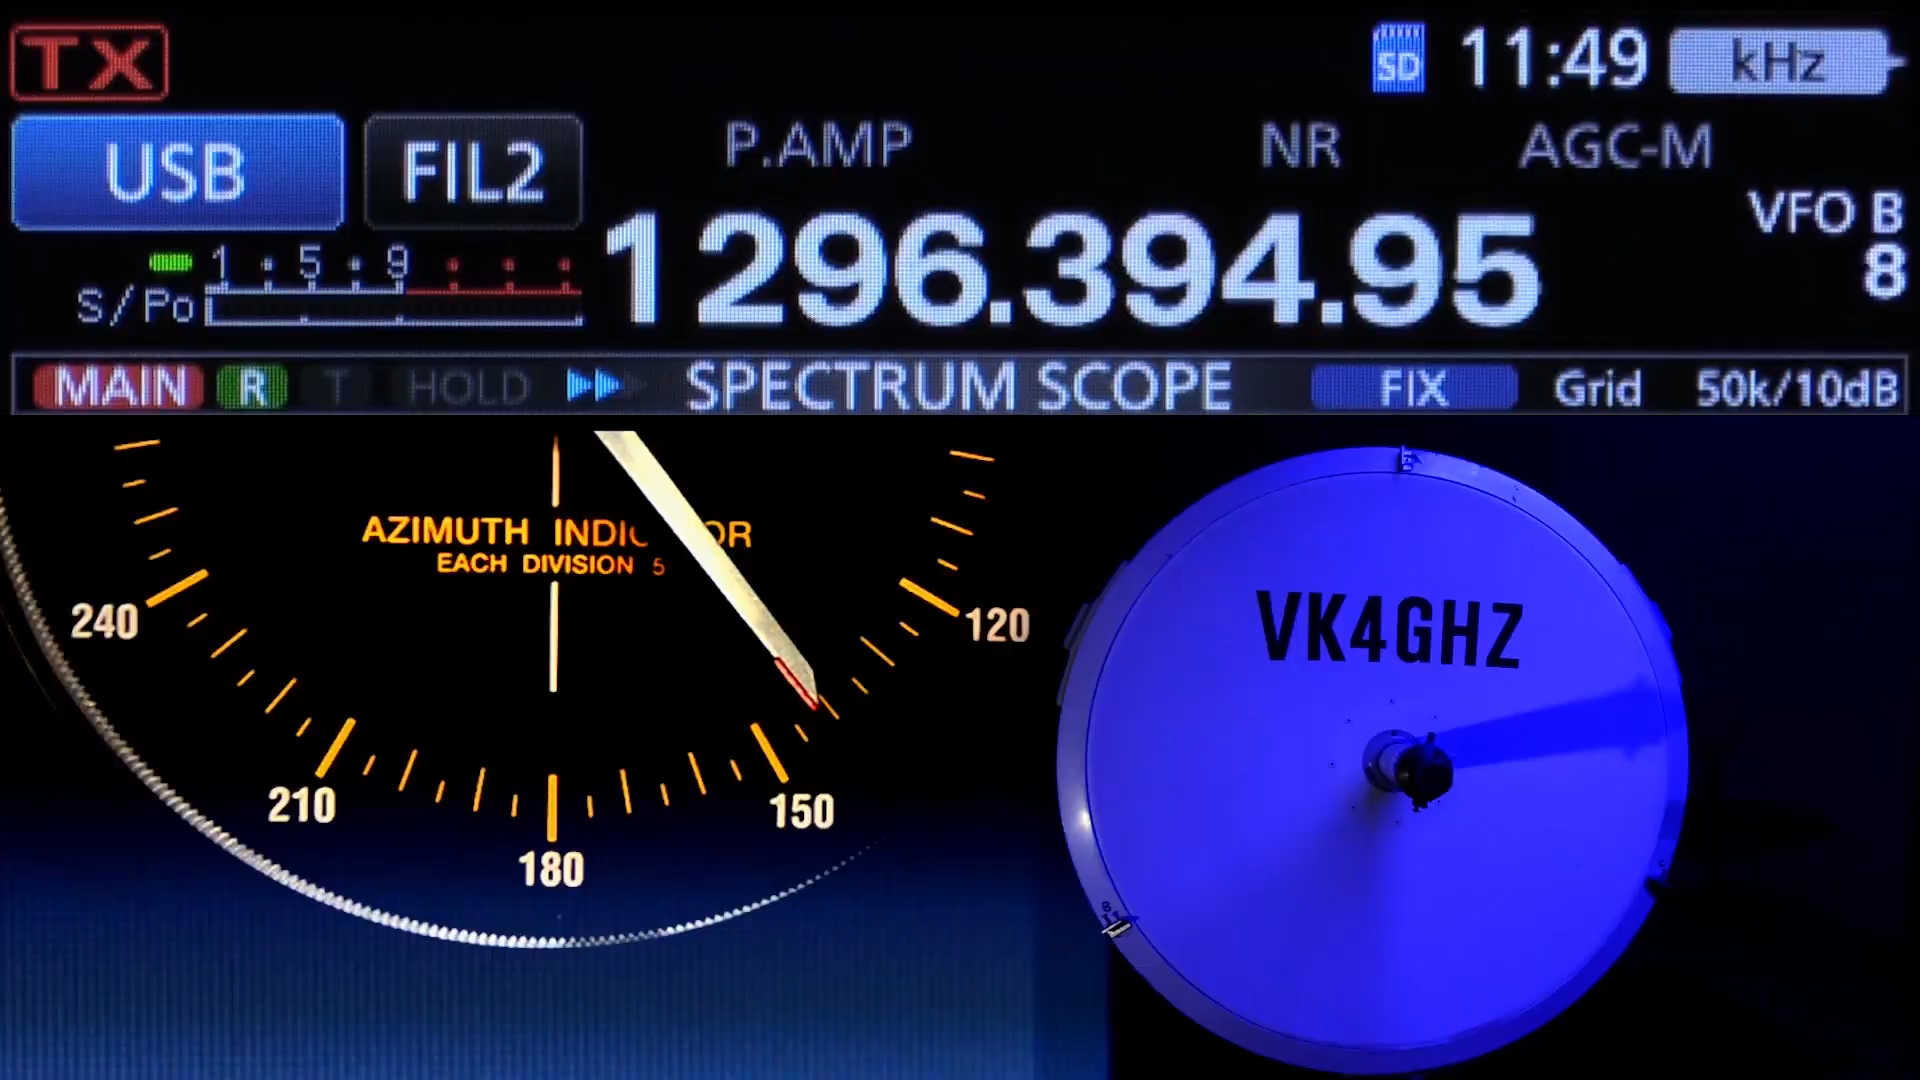 TX
SD 11:49 kHz
USB FIL2 P.AMP NR AGC-M
VFO B
1 5 9
S/Po 1296.394.95 8
MAIN R T HOLD SPECTRUM SCOPE FIX Grid 50k/10dB
AZIMUTH
EACH DIVISION 5
240 120
210 150
180
VK4GHZ